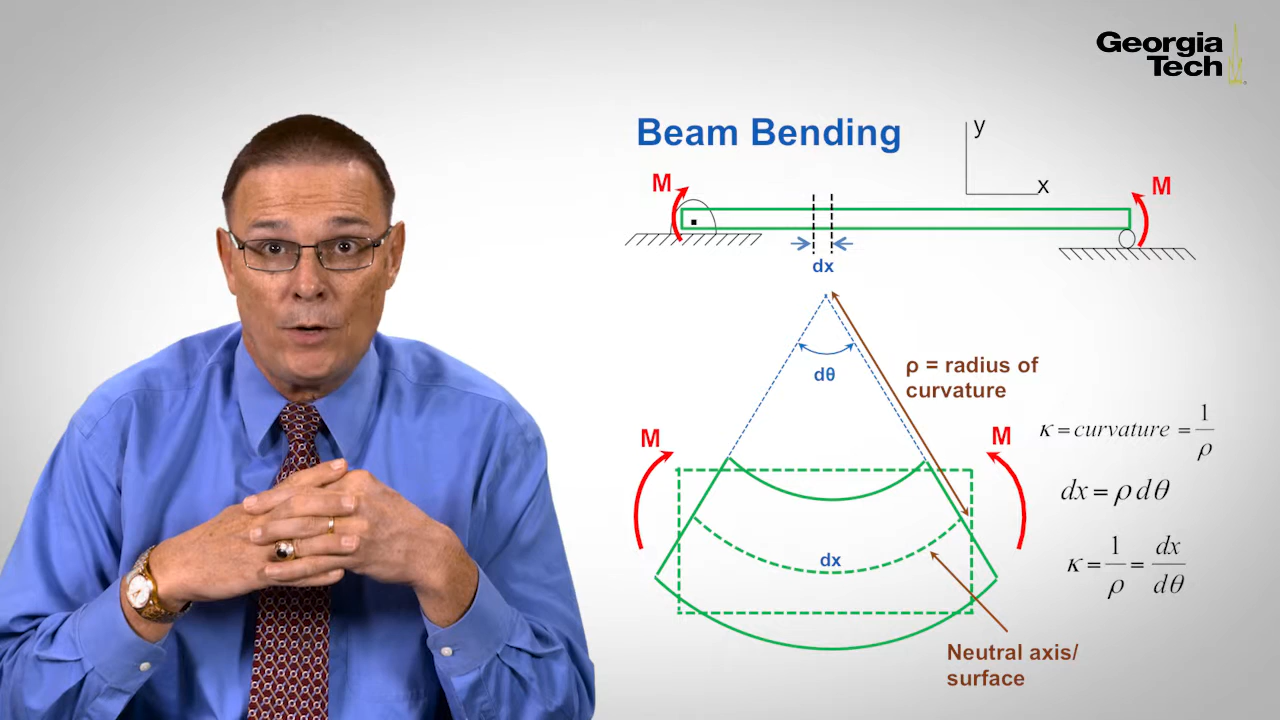 Georgia
Tech
Beam Bending
y
x
M
M
dx
dθ
ρ = radius of
curvature
M
M
κ = curvature = 1/ρ
dx = ρ dθ
dx
κ = 1/ρ = dx/dθ
Neutral axis/
surface